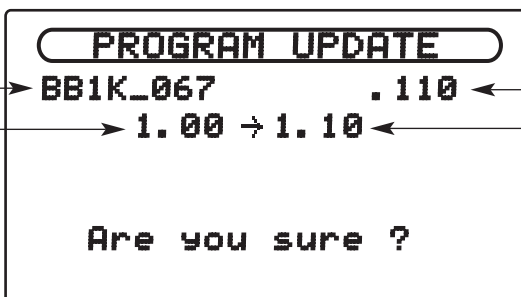 PROGRAM UPDATE
BB1K_067 .110
1.00 → 1.10
Are you sure ?